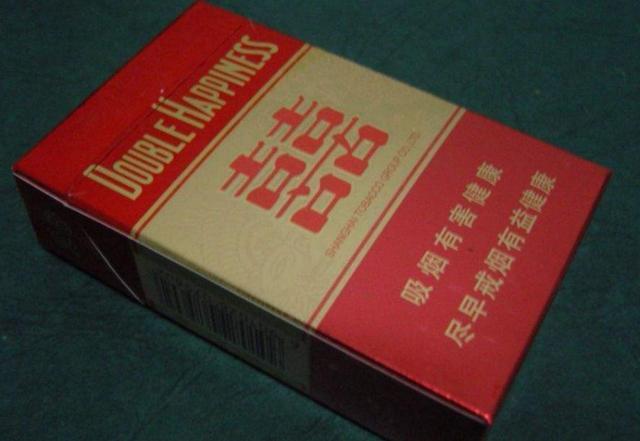 DOUBLE HAPPINESS
囍
SHANGHAI TOBACCO GROUP CO.,LTD.
吸烟有害健康
尽早戒烟有益健康